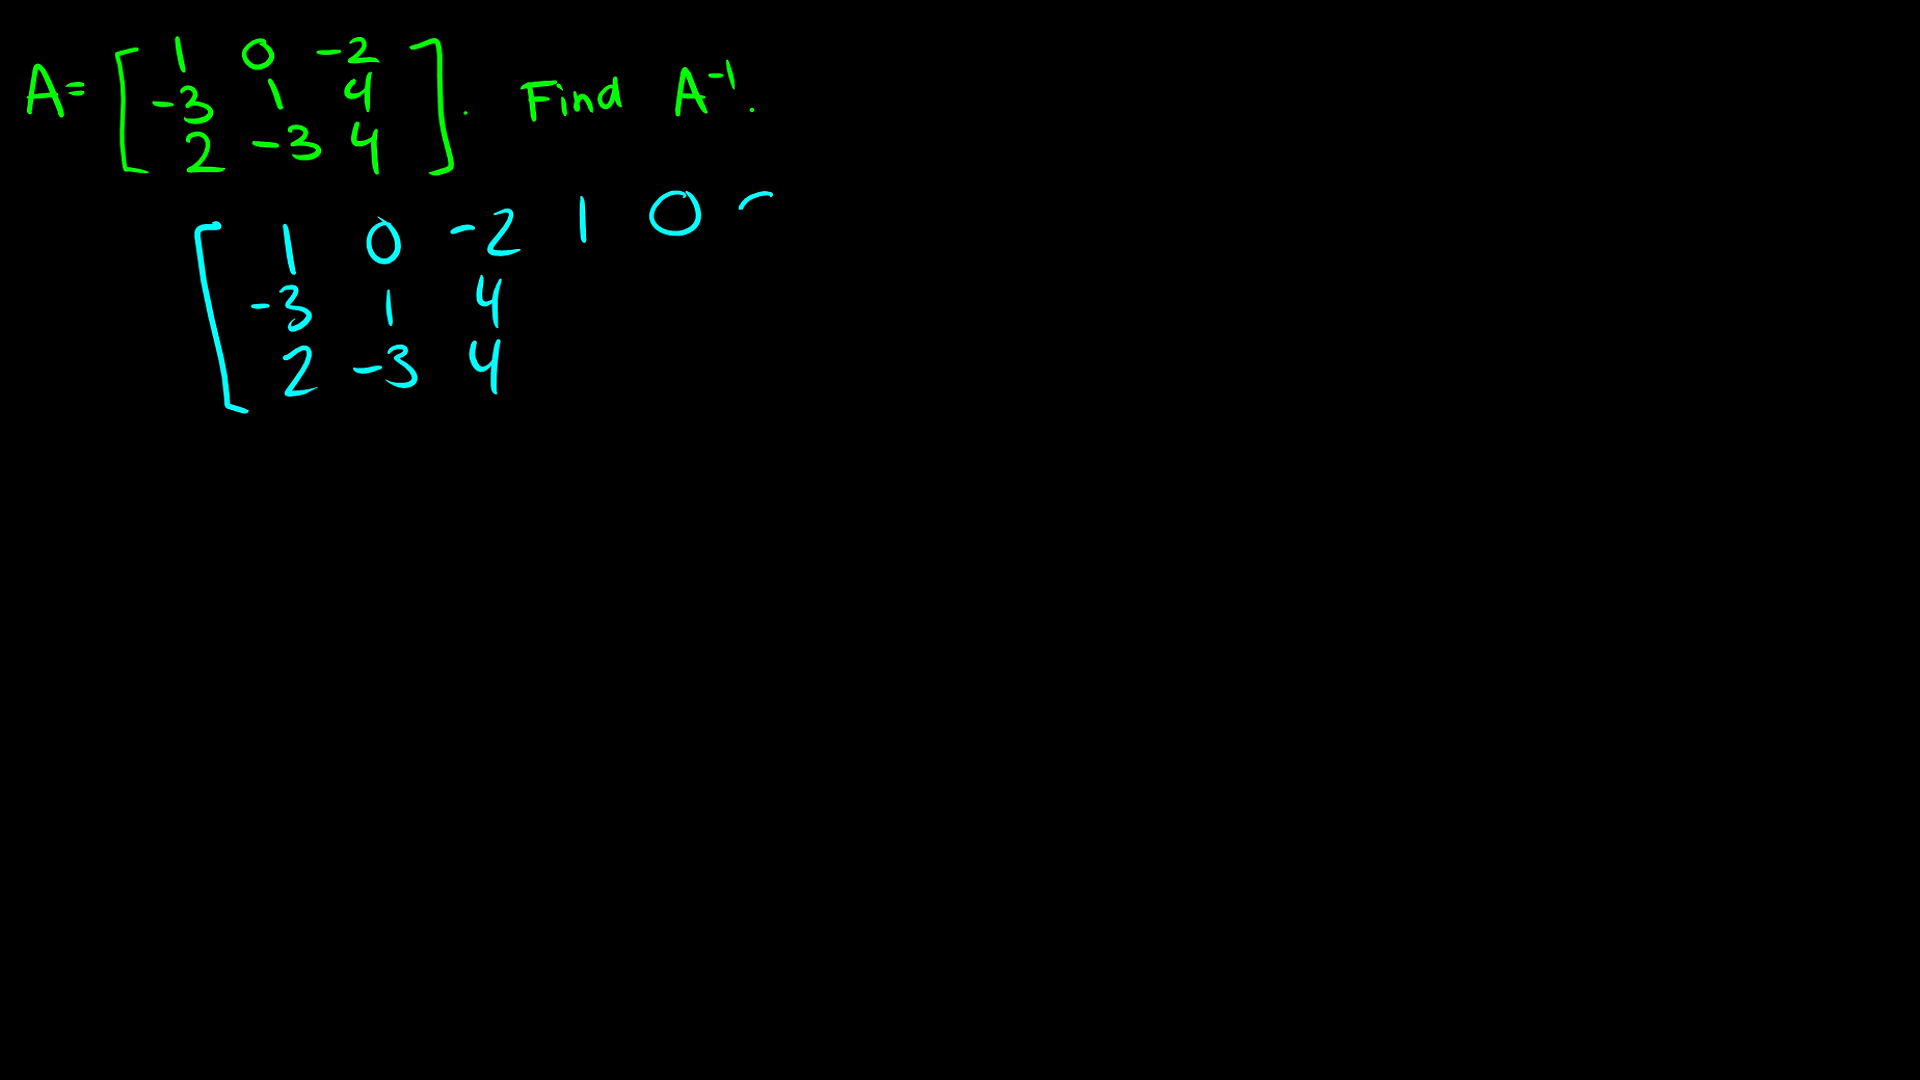 A = [ 1 0 -2
-3 1 4
2 -3 4 ]. Find A⁻¹.
[ 1 0 -2 1 0
-3 1 4
2 -3 4